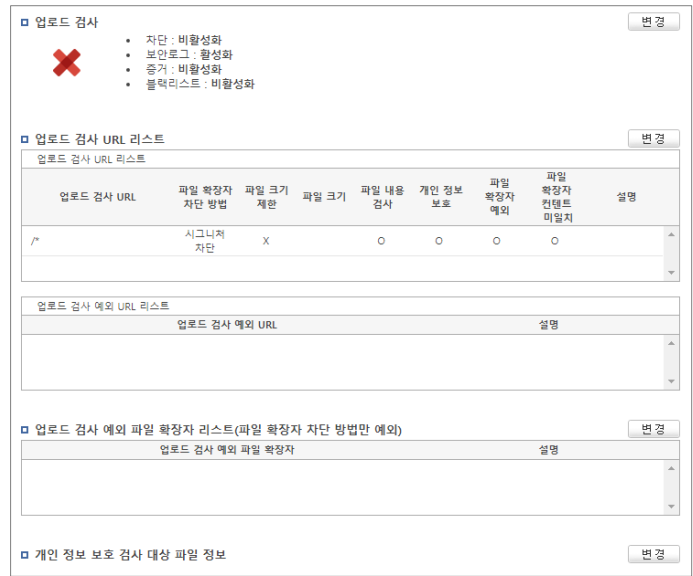 업로드 검사
변경
• 차단 : 비활성화
• 보안로그 : 활성화
• 증거 : 비활성화
• 블랙리스트 : 비활성화
업로드 검사 URL 리스트
변경
업로드 검사 URL 리스트
업로드 검사 URL
파일 확장자
차단 방법
파일 크기
제한
파일 크기
파일 내용
검사
개인 정보
보호
파일
확장자
예외
파일
확장자
컨텐트
미일치
설명
/*
시그니처
차단
X
O
O
O
O
업로드 검사 예외 URL 리스트
업로드 검사 예외 URL
설명
업로드 검사 예외 파일 확장자 리스트(파일 확장자 차단 방법만 예외)
변경
업로드 검사 예외 파일 확장자
설명
개인 정보 보호 검사 대상 파일 정보
변경